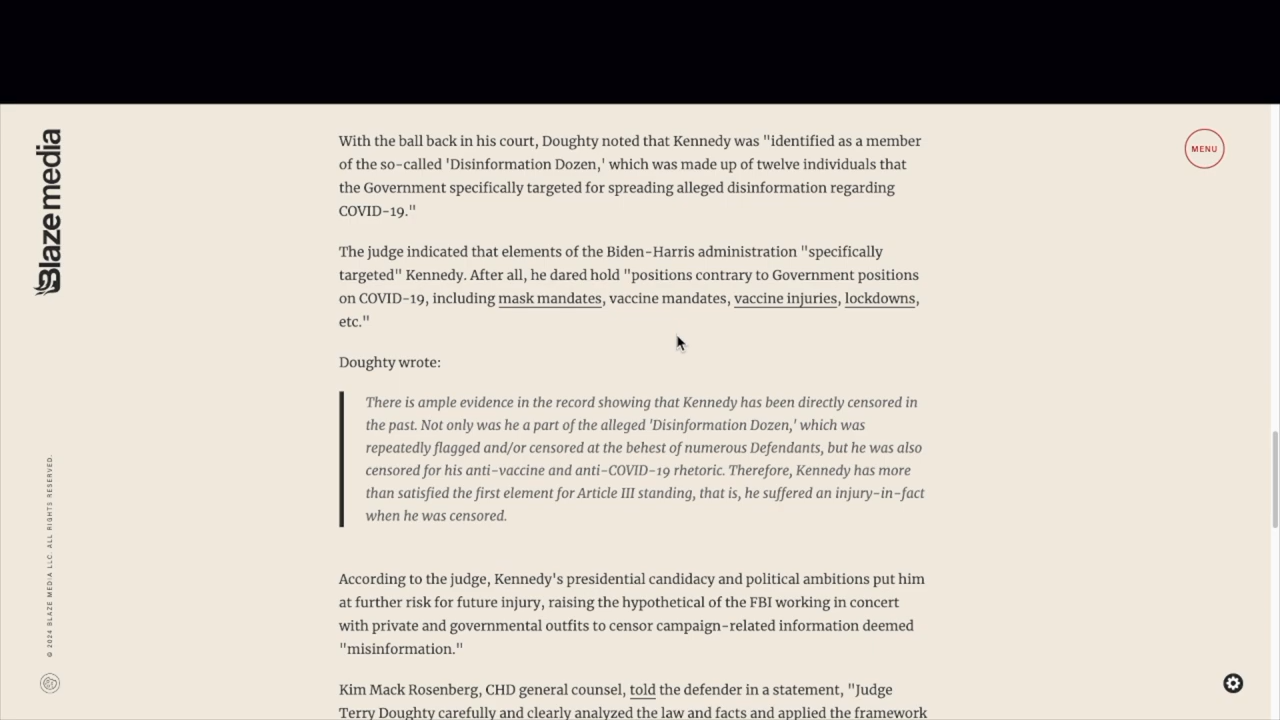 Blaze media
MENU
With the ball back in his court, Doughty noted that Kennedy was "identified as a member
of the so-called 'Disinformation Dozen,' which was made up of twelve individuals that
the Government specifically targeted for spreading alleged disinformation regarding
COVID-19."
The judge indicated that elements of the Biden-Harris administration "specifically
targeted" Kennedy. After all, he dared hold "positions contrary to Government positions
on COVID-19, including mask mandates, vaccine mandates, vaccine injuries, lockdowns,
etc."
Doughty wrote:
There is ample evidence in the record showing that Kennedy has been directly censored in
the past. Not only was he a part of the alleged 'Disinformation Dozen,' which was
repeatedly flagged and/or censored at the behest of numerous Defendants, but he was also
censored for his anti-vaccine and anti-COVID-19 rhetoric. Therefore, Kennedy has more
than satisfied the first element for Article III standing, that is, he suffered an injury-in-fact
when he was censored.
According to the judge, Kennedy's presidential candidacy and political ambitions put him
at further risk for future injury, raising the hypothetical of the FBI working in concert
with private and governmental outfits to censor campaign-related information deemed
"misinformation."
Kim Mack Rosenberg, CHD general counsel, told the defender in a statement, "Judge
Terry Doughty carefully and clearly analyzed the law and facts and applied the framework
© 2024 BLAZE MEDIA LLC. ALL RIGHTS RESERVED.